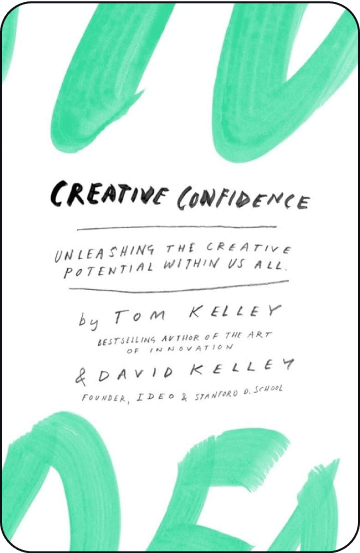 CREATIVE CONFIDENCE
UNLEASHING THE CREATIVE
POTENTIAL WITHIN US ALL.
by TOM KELLEY
BESTSELLING AUTHOR OF THE ART
OF INNOVATION
& DAVID KELLEY
FOUNDER, IDEO & STANFORD D.SCHOOL